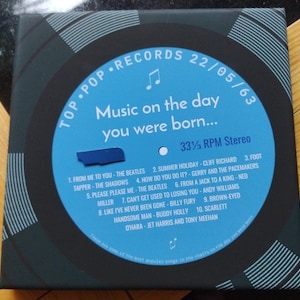 TOP•POP•RECORDS 22/05/63
Music on the day
you were born...
33⅓ RPM Stereo
1. FROM ME TO YOU - THE BEATLES 2. SUMMER HOLIDAY - CLIFF RICHARD 3. FOOT
TAPPER - THE SHADOWS 4. HOW DO YOU DO IT? - GERRY AND THE PACEMAKERS
5. PLEASE PLEASE ME - THE BEATLES 6. FROM A JACK TO A KING - NED
MILLER 7. CAN'T GET USED TO LOSING YOU - ANDY WILLIAMS
8. LIKE I'VE NEVER BEEN GONE - BILLY FURY 9. BROWN-EYED
HANDSOME MAN - BUDDY HOLLY 10. SCARLETT
O'HARA - JET HARRIS AND TONY MEEHAN